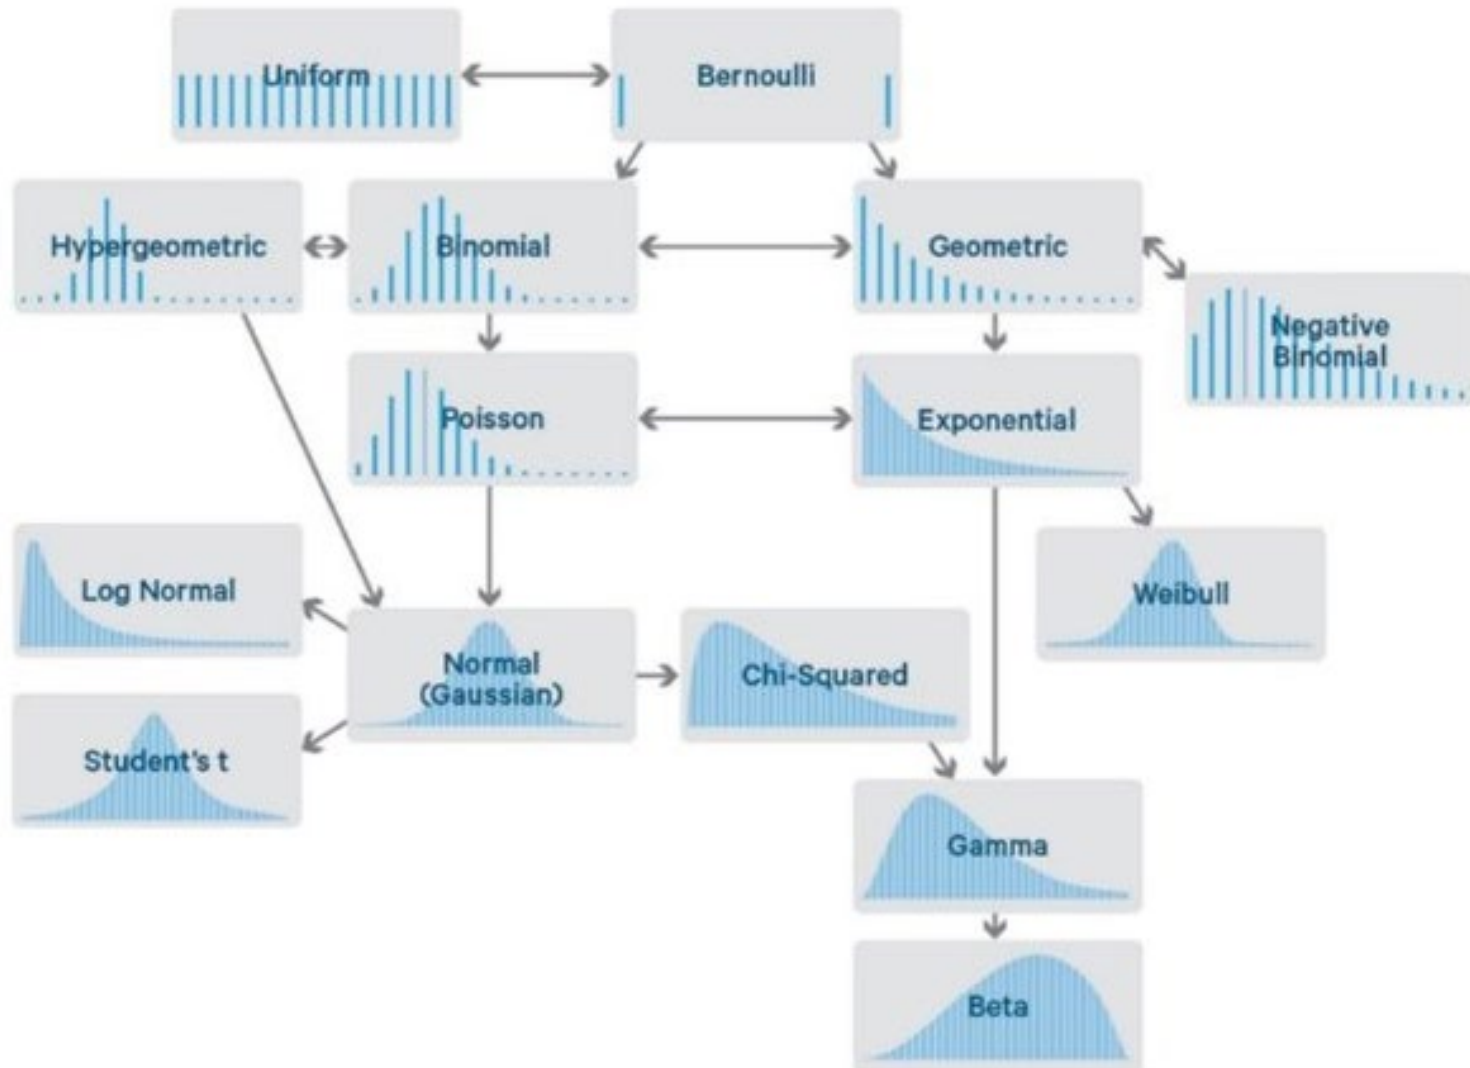 Uniform
Bernoulli
Hypergeometric
Binomial
Geometric
Negative
Binomial
Poisson
Exponential
Log Normal
Weibull
Normal
(Gaussian)
Chi-Squared
Student's t
Gamma
Beta